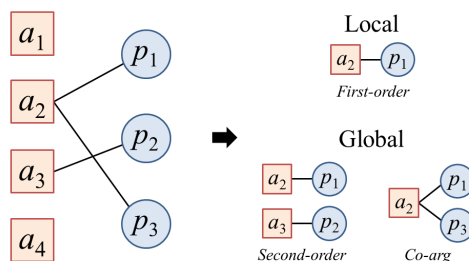 a1
a2
a3
a4
p1
p2
p3
Local
a2 p1
First-order
Global
a2 p1
a3 p2
Second-order
a2 p1 p3
Co-arg